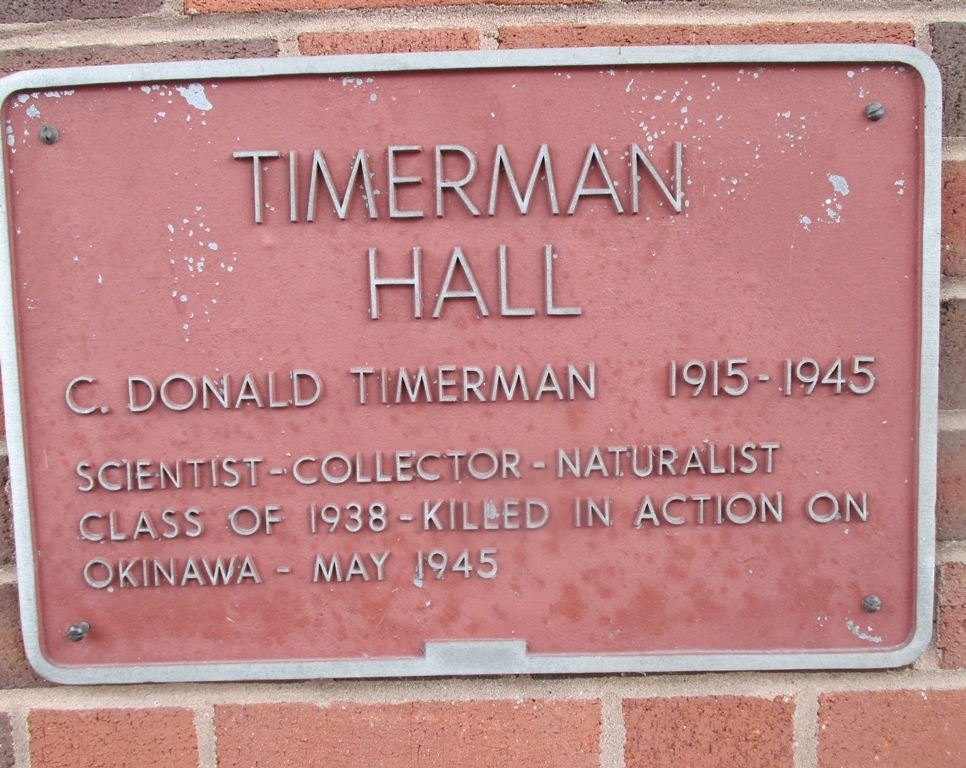 TIMERMAN
HALL
C. DONALD TIMERMAN 1915-1945
SCIENTIST-COLLECTOR-NATURALIST
CLASS OF 1938-KILLED IN ACTION ON
OKINAWA - MAY 1945